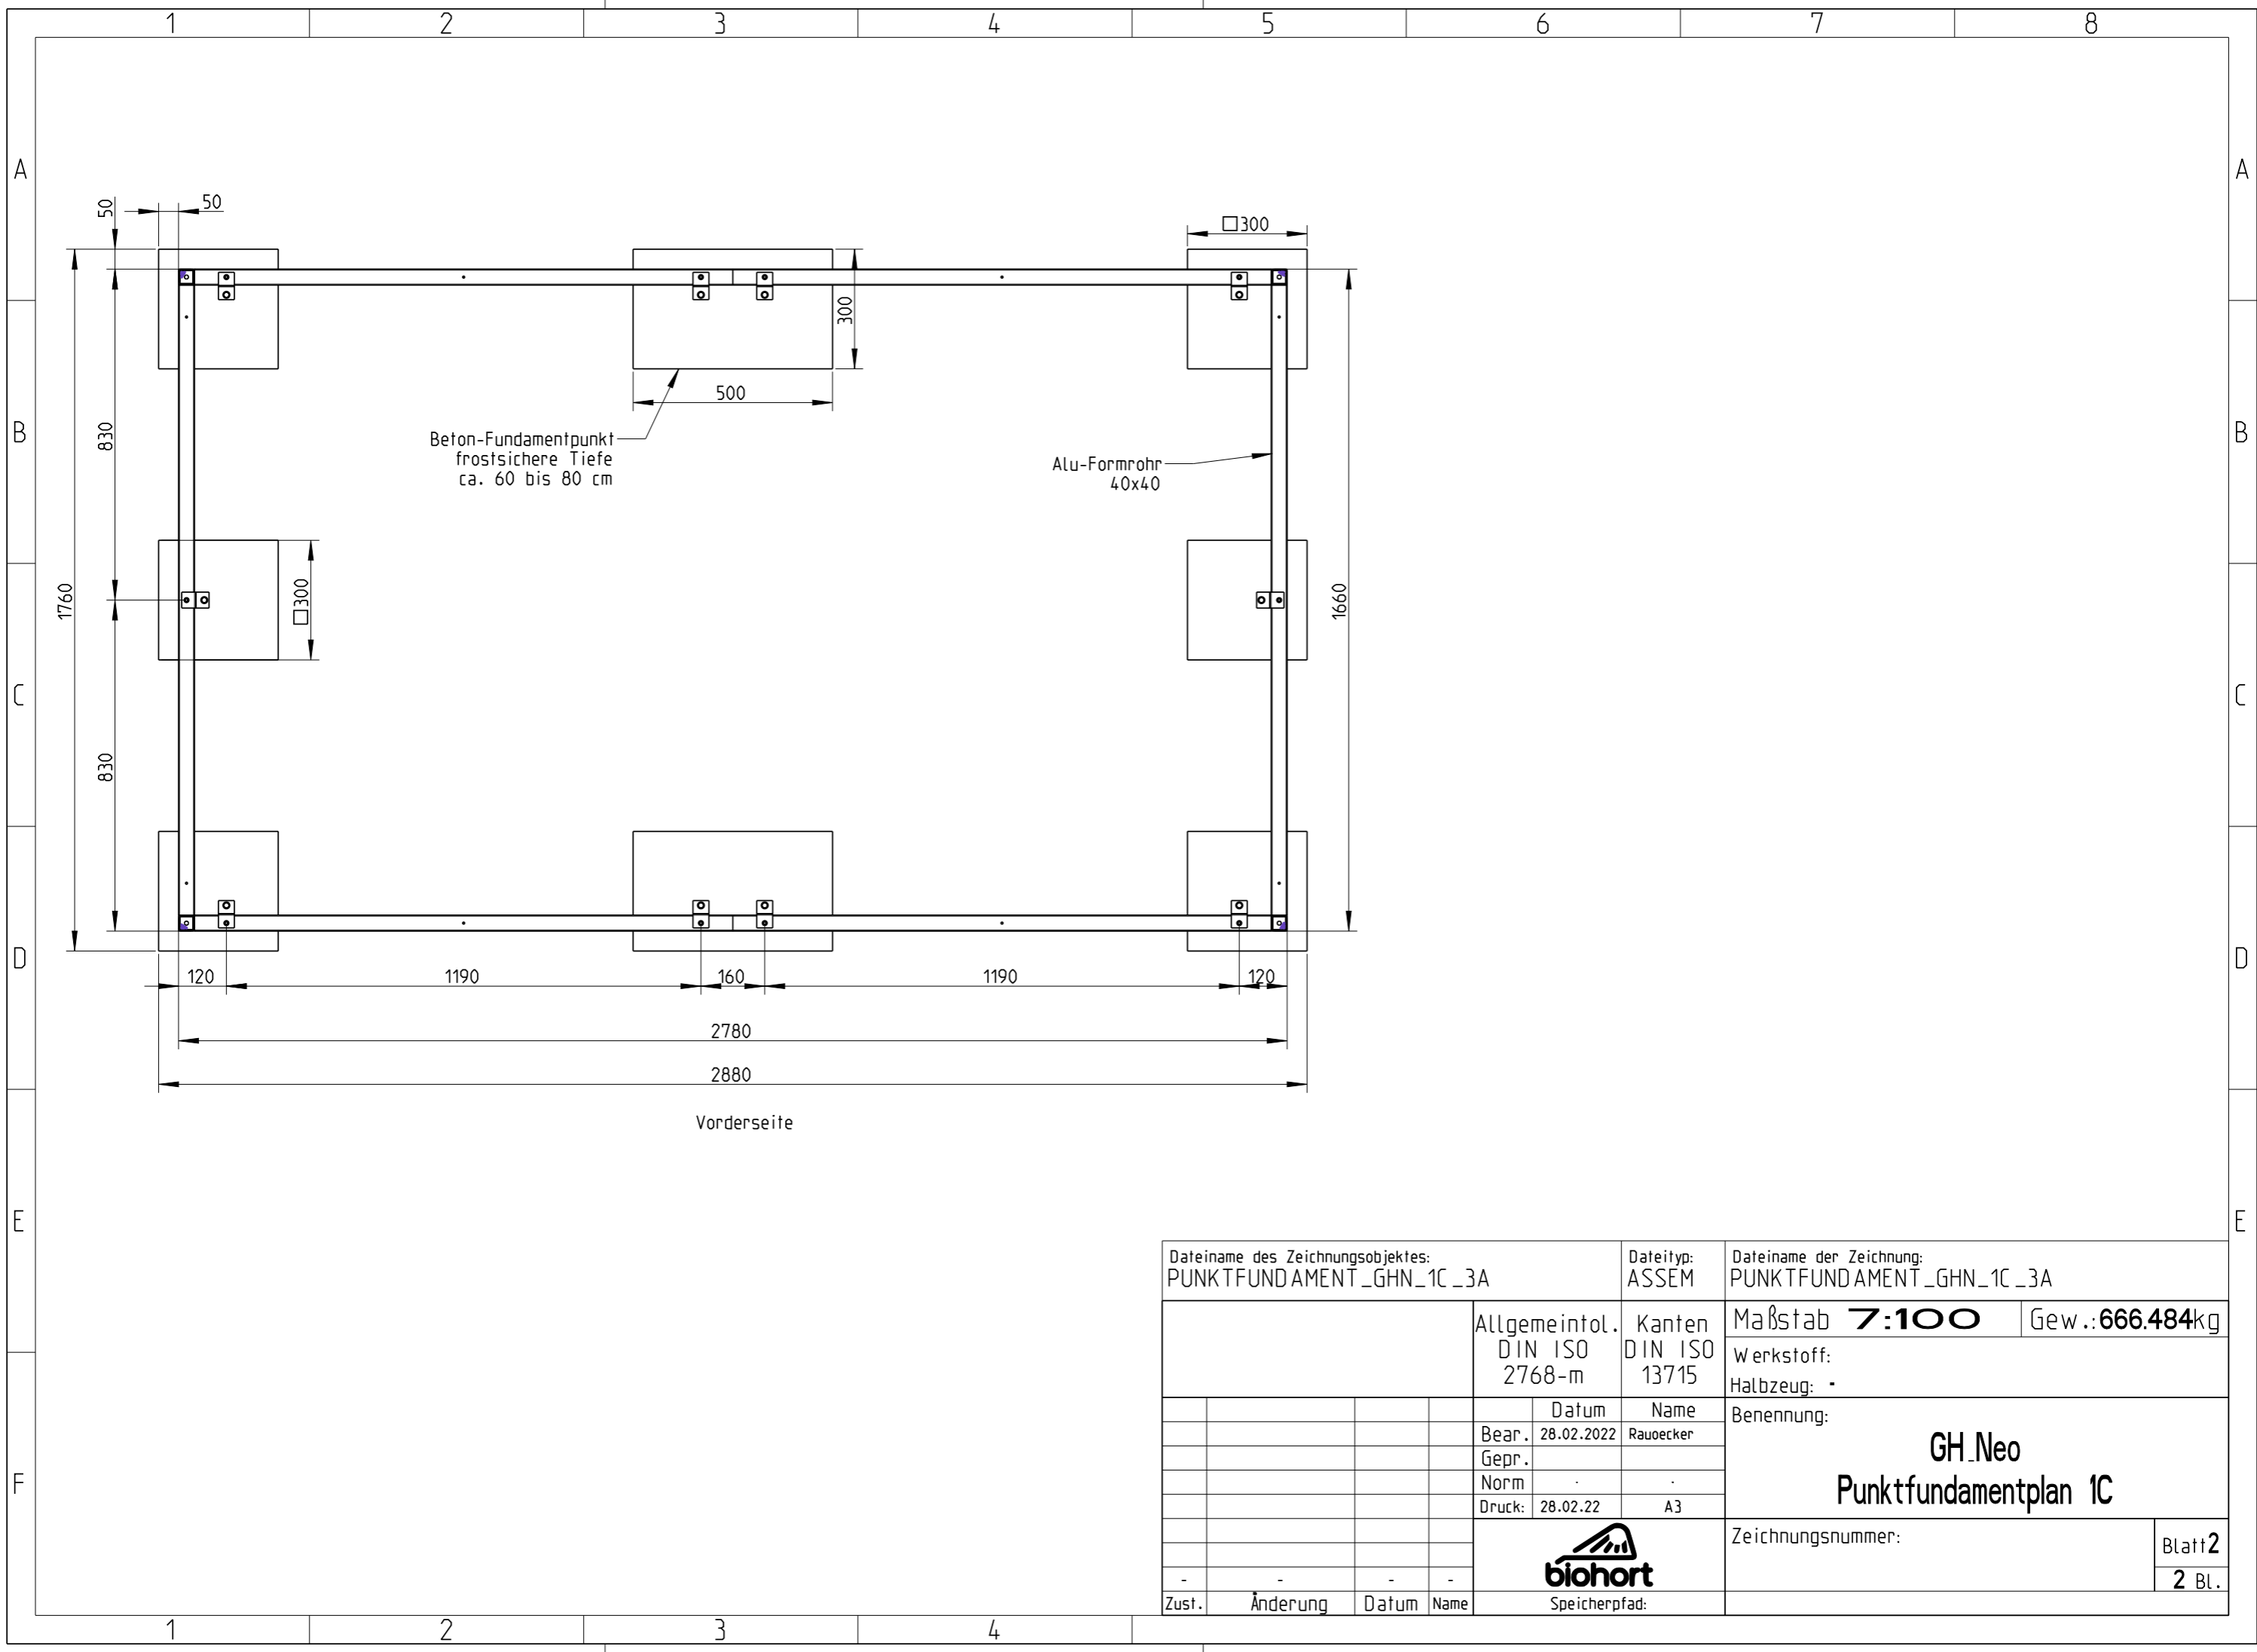 1 2 3 4 5 6 7 8
A A
50 50
□300
300
500
B 830 B
Beton-Fundamentpunkt
frostsichere Tiefe
ca. 60 bis 80 cm
Alu-Formrohr
40x40
1760 □300 1660
C C
830
D D
120 1190 160 1190 120
2780
2880
Vorderseite
E E
F
Dateiname des Zeichnungsobjektes: Dateityp: Dateiname der Zeichnung:
PUNKTFUNDAMENT_GHN_1C_3A ASSEM PUNKTFUNDAMENT_GHN_1C_3A
Allgemeintol.
DIN ISO
2768-m
Kanten
DIN ISO
13715
Maßstab 7:100 Gew.:666.484kg
Werkstoff:
Halbzeug: -
Datum Name
Bear. 28.02.2022 Rauoecker
Gepr.
Norm . .
Druck: 28.02.22 A3
Benennung:
GH_Neo
Punktfundamentplan 1C
biohort
Zeichnungsnummer:
Blatt2
2 Bl.
- - - -
Zust. Änderung Datum Name
Speicherpfad:
1 2 3 4